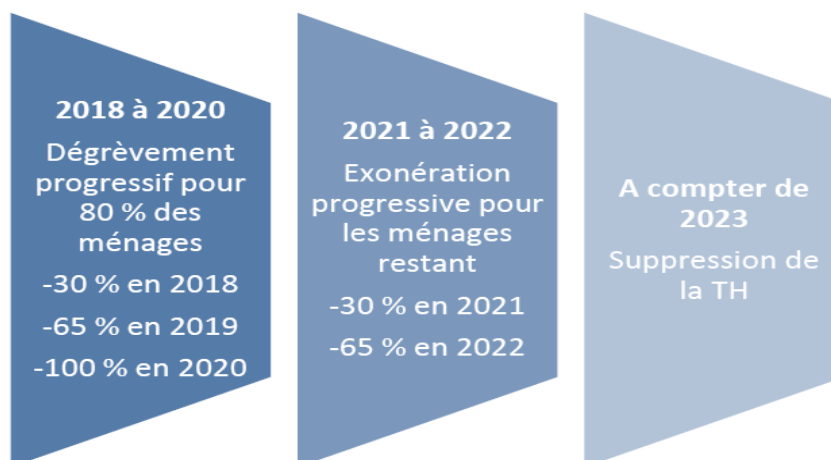 2018 à 2020
Dégrèvement
progressif pour
80 % des
ménages
-30 % en 2018
-65 % en 2019
-100 % en 2020
2021 à 2022
Exonération
progressive pour
les ménages
restant
-30 % en 2021
-65 % en 2022
A compter de
2023
Suppression de
la TH